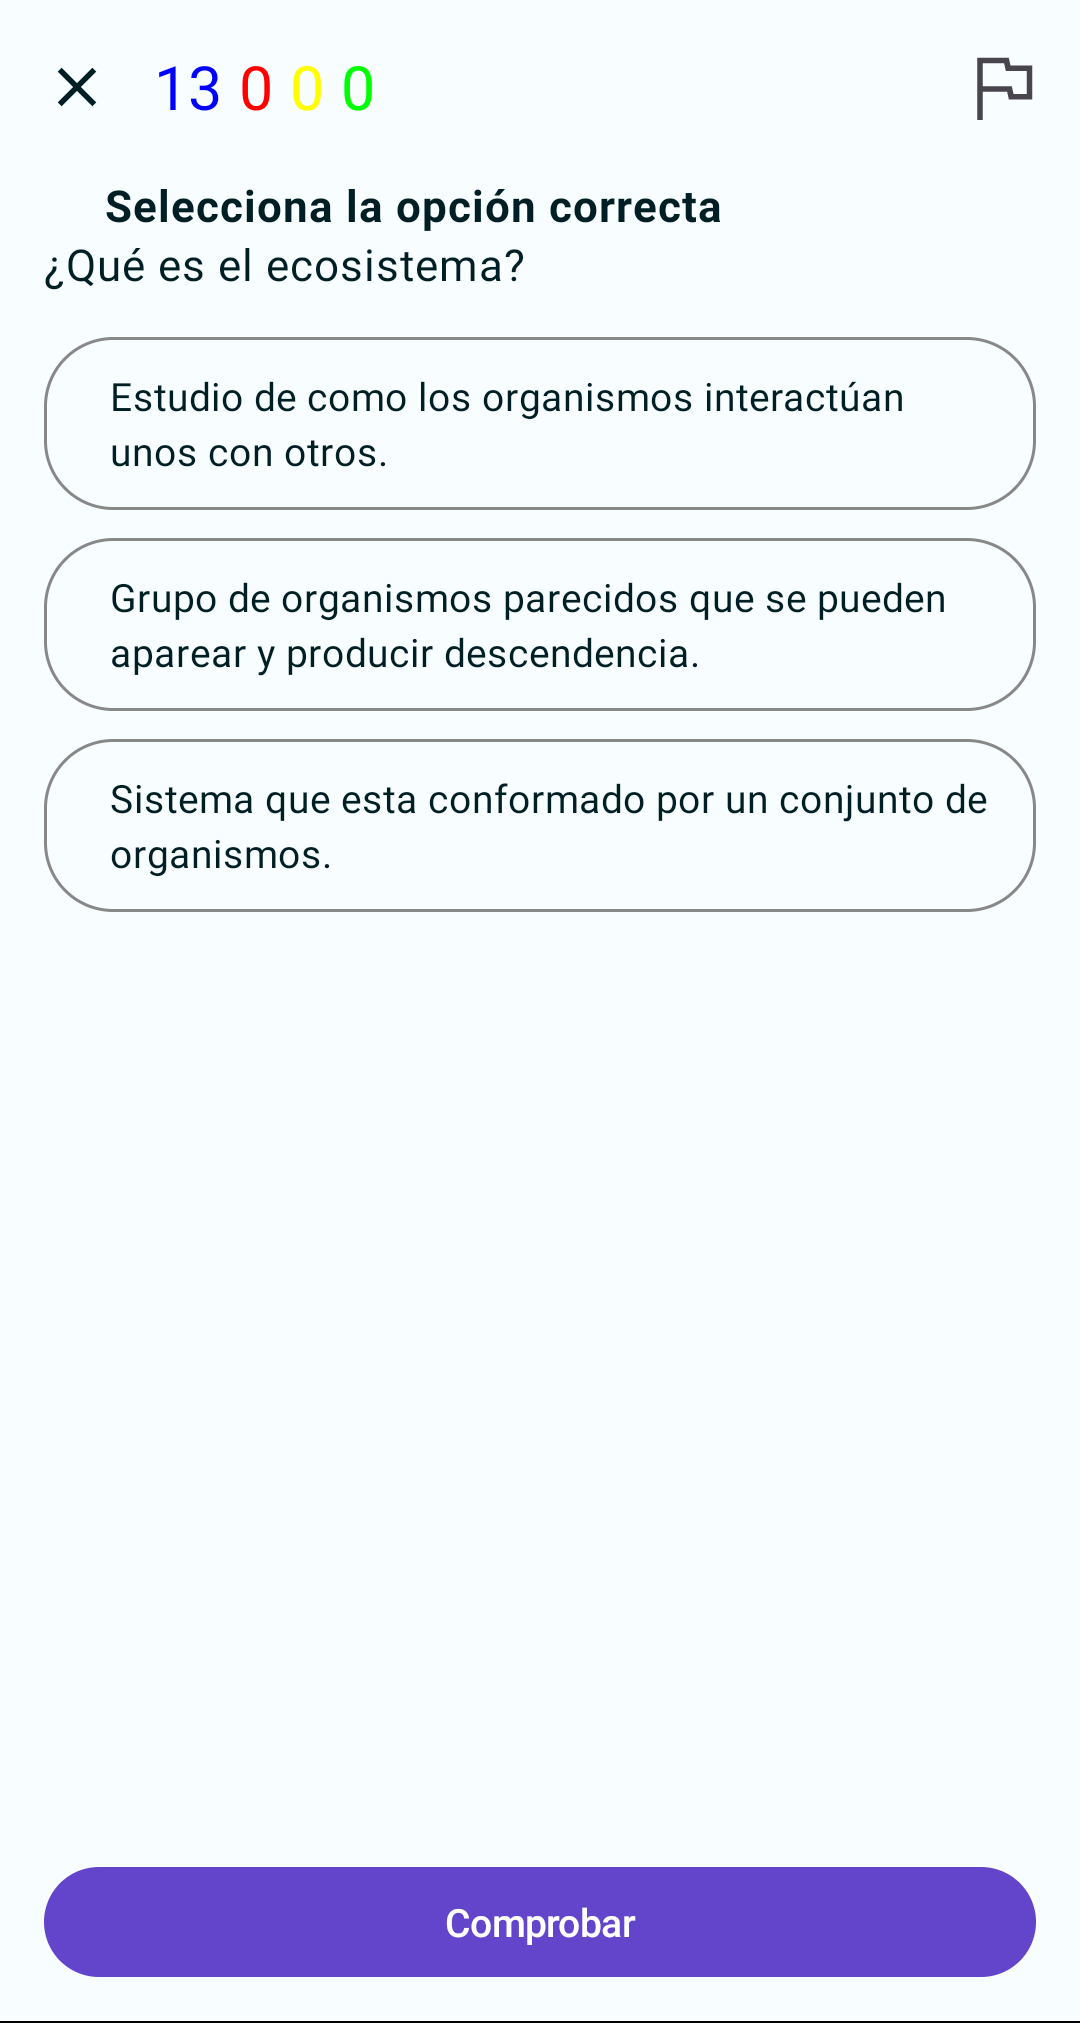 13 0 0 0
Selecciona la opción correcta
¿Qué es el ecosistema?
Estudio de como los organismos interactúan
unos con otros.
Grupo de organismos parecidos que se pueden
aparear y producir descendencia.
Sistema que esta conformado por un conjunto de
organismos.
Comprobar